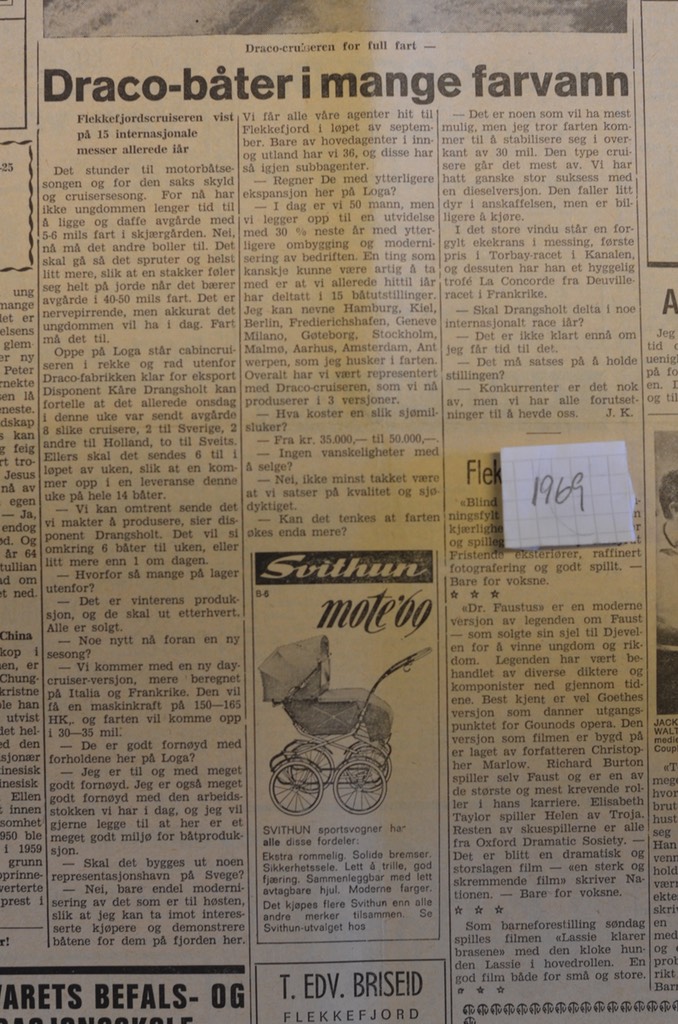 Draco-cruiseren for full fart —
Draco-båter i mange farvann
Flekkefjordscruiseren vist
på 15 internasjonale
messer allerede iår
Det stunder til motorbåtse-
songen og for den saks skyld
og cruisersesong. For nå har
ikke ungdommen lenger tid til
å ligge og daffe avgårde med
5-6 mils fart i skjærgården. Nei,
nå må det andre boller til. Det
skal gå så det spruter og helst
litt mere, slik at en stakker føler
seg helt på jorde når det bærer
avgårde i 40-50 mils fart. Det er
nervepirrende, men akkurat det
ungdommen vil ha i dag. Fart
må det til.
Oppe på Loga står cabincrui-
seren i rekke og rad utenfor
Draco-fabrikken klar for eksport
Disponent Kåre Drangsholt kan
fortelle at det allerede onsdag
i denne uke var sendt avgårde
8 slike cruisere, 2 til Sverige, 2
andre til Holland, to til Sveits.
Ellers skal det sendes 6 til i
løpet av uken, slik at en kom-
mer opp i en leveranse denne
uke på hele 14 båter.
— Vi kan omtrent sende det
vi makter å produsere, sier dis-
ponent Drangsholt. Det vil si
omkring 6 båter til uken, eller
litt mere enn 1 om dagen.
— Hvorfor så mange på lager
utenfor?
— Det er vinterens produk-
sjon, og de skal ut etterhvert.
Alle er solgt.
— Noe nytt nå foran en ny
sesong?
— Vi kommer med en ny day-
cruiser-versjon, mere beregnet
på Italia og Frankrike. Den vil
få en maskinkraft på 150—165
HK,. og farten vil komme opp
i 30—35 mil.
— De er godt fornøyd med
forholdene her på Loga?
— Jeg er til og med meget
godt fornøyd. Jeg er også meget
godt fornøyd med den arbeids-
stokken vi har i dag, og jeg vil
gjerne legge til at her er et
meget godt miljø for båtproduk-
sjon.
— Skal det bygges ut noen
representasjonshavn på Svege?
— Nei, bare endel moderni-
sering av det som er til høsten,
slik at jeg kan ta imot interes-
serte kjøpere og demonstrere
båtene for dem på fjorden her.
Vi får alle våre agenter hit til
Flekkefjord i løpet av septem-
ber. Bare av hovedagenter i inn-
og utland har vi 36, og disse har
så igjen subbagenter.
— Regner De med ytterligere
ekspansjon her på Loga?
— I dag er vi 50 mann, men
vi legger opp til en utvidelse
med 30 % neste år med ytter-
ligere ombygging og moderni-
sering av bedriften. En ting som
kanskje kunne være artig å ta
med er at vi allerede hittil iår
har deltatt i 15 båtutstillinger.
Jeg kan nevne Hamburg, Kiel,
Berlin, Frederichshafen, Geneve
Milano, Gøteborg, Stockholm,
Malmø, Aarhus, Amsterdam, Ant
werpen, som jeg husker i farten.
Overalt har vi vært representert
med Draco-cruiseren, som vi nå
produserer i 3 versjoner.
— Hva koster en slik sjømil-
sluker?
— Fra kr. 35.000,— til 50.000,—.
— Ingen vanskeligheter med
å selge?
— Nei, ikke minst takket være
at vi satser på kvalitet og sjø-
dyktiget.
— Kan det tenkes at farten
økes enda mere?
— Det er noen som vil ha mest
mulig, men jeg tror farten kom-
mer til å stabilisere seg i over-
kant av 30 mil. Den type crui-
sere går det mest av. Vi har
hatt ganske stor suksess med
en dieselversjon. Den faller litt
dyr i anskaffelsen, men er bil-
ligere å kjøre.
I det store vindu står en for-
gylt ekekrans i messing, første
pris i Torbay-racet i Kanalen,
og dessuten har han et hyggelig
trofé La Concorde fra Deuville-
racet i Frankrike.
— Skal Drangsholt delta i noe
internasjonalt race iår?
— Det er ikke klart ennå om
jeg får tid til det.
— Det må satses på å holde
stillingen?
— Konkurrenter er det nok
av, men vi har alle forutset-
ninger til å hevde oss. J. K.
Svithun
S-6
mote'69
SVITHUN sportsvogner har
alle disse fordeler:
Ekstra rommelig. Solide bremser.
Sikkerhetssele. Lett å trille, god
fjæring. Sammenleggbar med lett
avtagbare hjul. Moderne farger.
Det kjøpes flere Svithun enn alle
andre merker tilsammen. Se
Svithun-utvalget hos
T. EDV. BRISEID
FLEKKEFJORD
Flek
1969
«Blind
ningsfylt
kjærlighe
og spilleg
Fristende eksteriører, raffinert
fotografering og godt spillt. —
Bare for voksne.
☆ ☆ ☆
«Dr. Faustus» er en moderne
versjon av legenden om Faust
— som solgte sin sjel til Djevel-
en for å vinne ungdom og rik-
dom. Legenden har vært be-
handlet av diverse diktere og
komponister ned gjennom tid-
ene. Best kjent er vel Goethes
versjon som danner utgangs-
punktet for Gounods opera. Den
versjon som filmen er bygd på
er laget av forfatteren Christop-
her Marlow. Richard Burton
spiller selv Faust og er en av
de største og mest krevende rol-
ler i hans karriere. Elisabeth
Taylor spiller Helen av Troja.
Resten av skuespillerne er alle
fra Oxford Dramatic Sosiety. —
Det er blitt en dramatisk og
storslagen film — «en sterk og
skremmende film» skriver Na-
tionen. — Bare for voksne.
☆ ☆ ☆
Som barneforestilling søndag
spilles filmen «Lassie klarer
brasene» med den kloke hun-
den Lassie i hovedrollen. En
god film både for små og store.
☆ ☆ ☆
VARETS BEFALS- OG